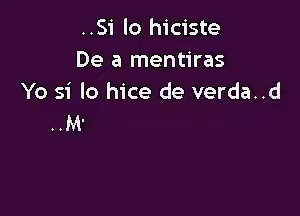 ..Si lo hiciste
De a mentiras
Yo si lo hice de verda..d
..M'